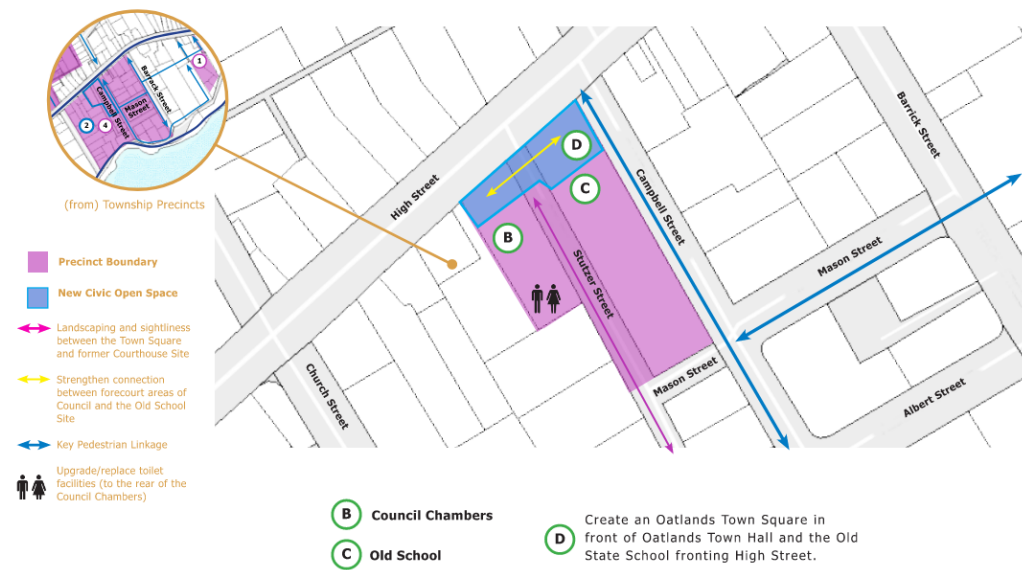 1
Barrack Street
Mason
Street
Campbell Street
2
4
(from) Township Precincts
High Street
D
C
B
Campbell Street
Barrick Street
Stutzer Street
Mason Street
Mason Street
Albert Street
Church Street
Precinct Boundary
New Civic Open Space
Landscaping and sightliness
between the Town Square
and former Courthouse Site
Strengthen connection
between forecourt areas of
Council and the Old School
Site
Key Pedestrian Linkage
Upgrade/replace toilet
facilities (to the rear of the
Council Chambers)
B
Council Chambers
C
Old School
D
Create an Oatlands Town Square in
front of Oatlands Town Hall and the Old
State School fronting High Street.